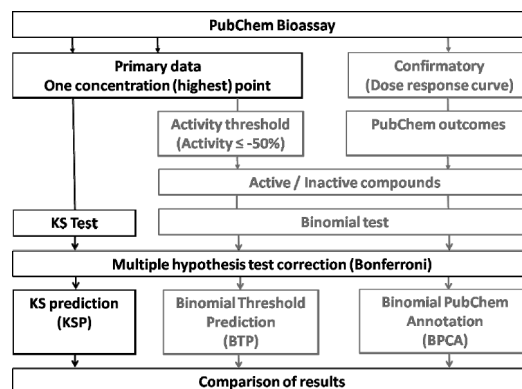 PubChem Bioassay
Primary data
One concentration (highest) point
Confirmatory
(Dose response curve)
Activity threshold
(Activity ≤ -50%)
PubChem outcomes
Active / Inactive compounds
KS Test
Binomial test
Multiple hypothesis test correction (Bonferroni)
KS prediction
(KSP)
Binomial Threshold
Prediction
(BTP)
Binomial PubChem
Annotation
(BPCA)
Comparison of results